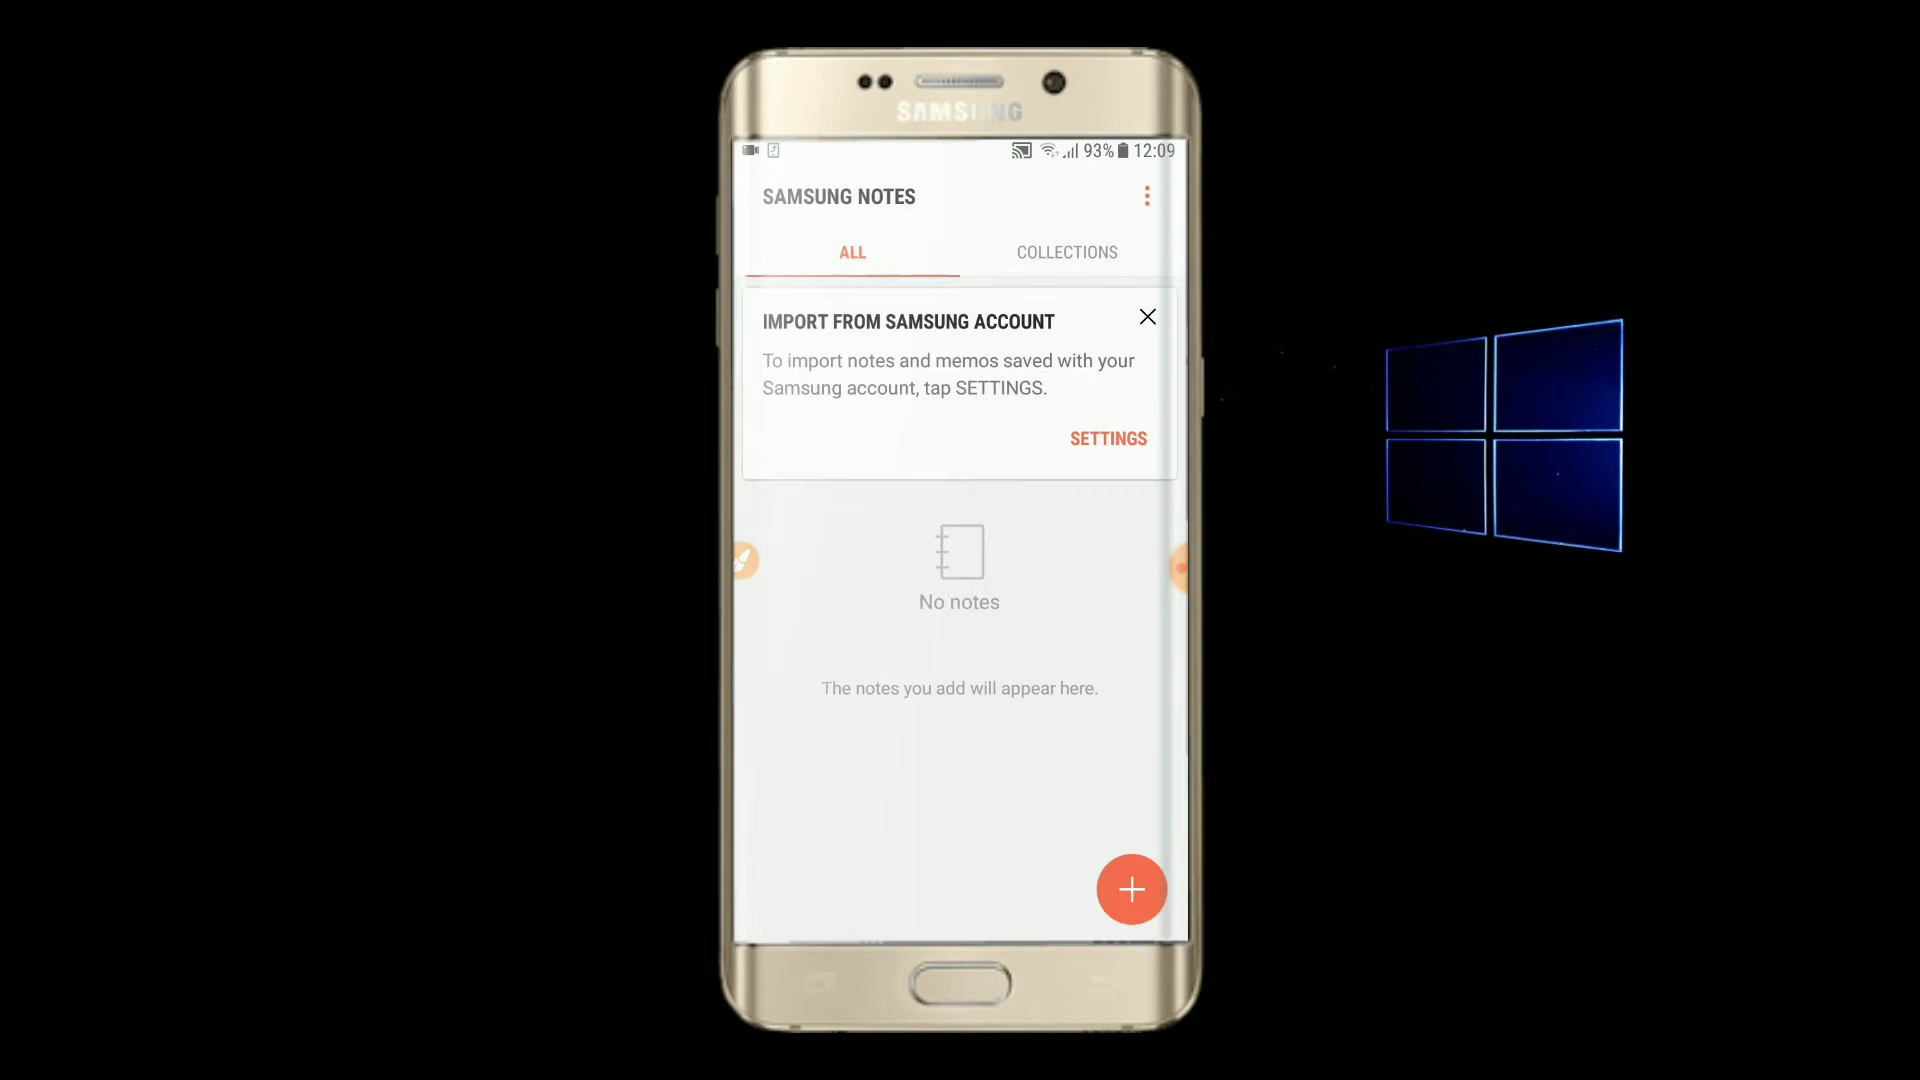 SAMSUNG
93% 12:09
SAMSUNG NOTES
ALL
COLLECTIONS
IMPORT FROM SAMSUNG ACCOUNT
To import notes and memos saved with your
Samsung account, tap SETTINGS.
SETTINGS
No notes
The notes you add will appear here.